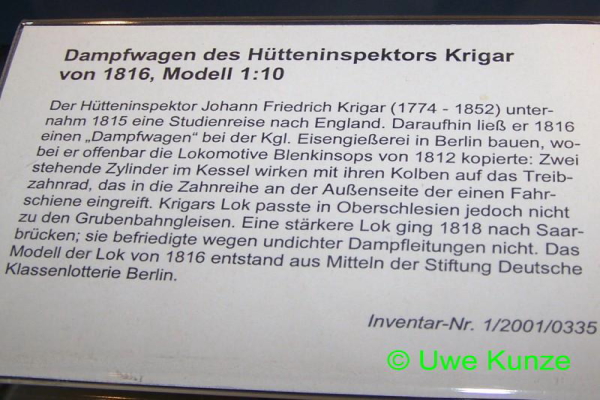 Dampfwagen des Hütteninspektors Krigar
von 1816, Modell 1:10
Der Hütteninspektor Johann Friedrich Krigar (1774 - 1852) unter-
nahm 1815 eine Studienreise nach England. Daraufhin ließ er 1816
einen „Dampfwagen“ bei der Kgl. Eisengießerei in Berlin bauen, wo-
bei er offenbar die Lokomotive Blenkinsops von 1812 kopierte: Zwei
stehende Zylinder im Kessel wirken mit ihren Kolben auf das Treib-
zahnrad, das in die Zahnreihe an der Außenseite der einen Fahr-
schiene eingreift. Krigars Lok passte in Oberschlesien jedoch nicht
zu den Grubenbahngleisen. Eine stärkere Lok ging 1818 nach Saar-
brücken; sie befriedigte wegen undichter Dampfleitungen nicht. Das
Modell der Lok von 1816 entstand aus Mitteln der Stiftung Deutsche
Klassenlotterie Berlin.
Inventar-Nr. 1/2001/0335
© Uwe Kunze